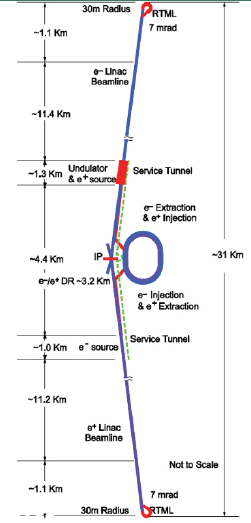 30m Radius
RTML
~1.1 Km
7 mrad
e- Linac
Beamline
~11.4 Km
Undulator
& e+ source
Service Tunnel
~1.3 Km
e- Extraction
& e+ Injection
IP
~4.4 Km
~31 Km
e-/e+ DR ~3.2 Km
e- Injection
& e+ Extraction
Service Tunnel
~1.0 Km
e- source
~11.2 Km
e+ Linac
Beamline
Not to Scale
~1.1 Km
7 mrad
30m Radius
RTML